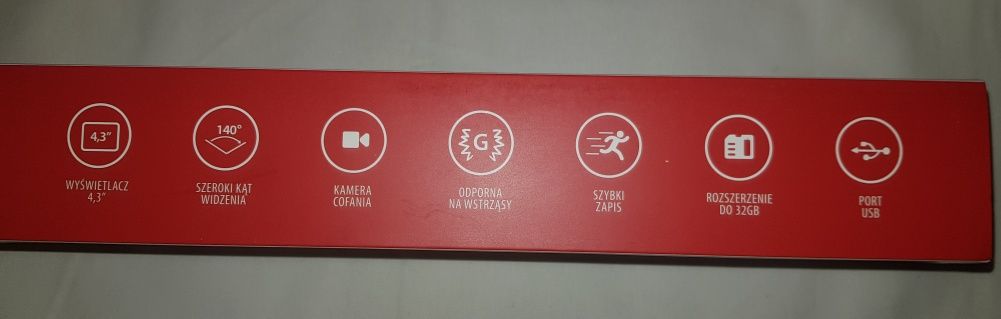 4,3”
140°
G
WYŚWIETLACZ
4,3”
SZEROKI KĄT
WIDZENIA
KAMERA
COFANIA
ODPORNA
NA WSTRZĄSY
SZYBKI
ZAPIS
ROZSZERZENIE
DO 32GB
PORT
USB